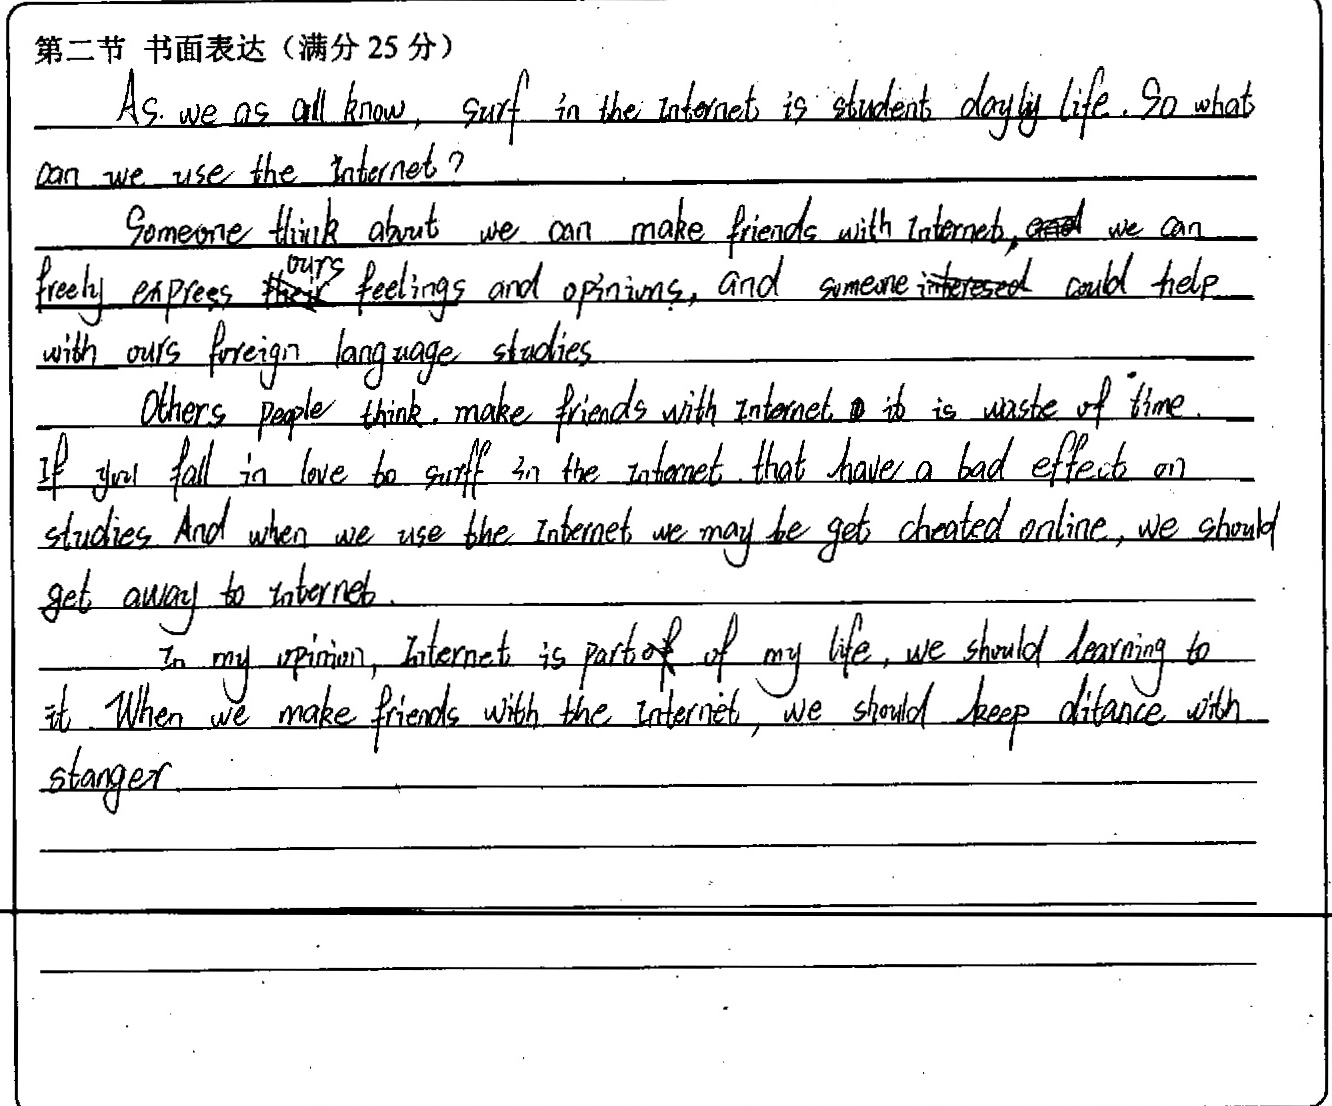 第二节 书面表达（满分 25 分）
As. we as all know, surf in the Internet is student dayly life. So what
can we use the Internet?
Someone think about we can make friends with Internet, we can
freely express ours feelings and opinions, and someone could help
with ours foreign language studies
Others people think. make friends with Internet it is waste of time.
If you fall in love to surff in the Internet that have a bad effect on
studies And when we use the Internet we may be get cheated online, we should
get away to Internet.
In my opinion, Internet is part of my life, we should learning to
it When we make friends with the Internet, we should keep ditance with
stanger